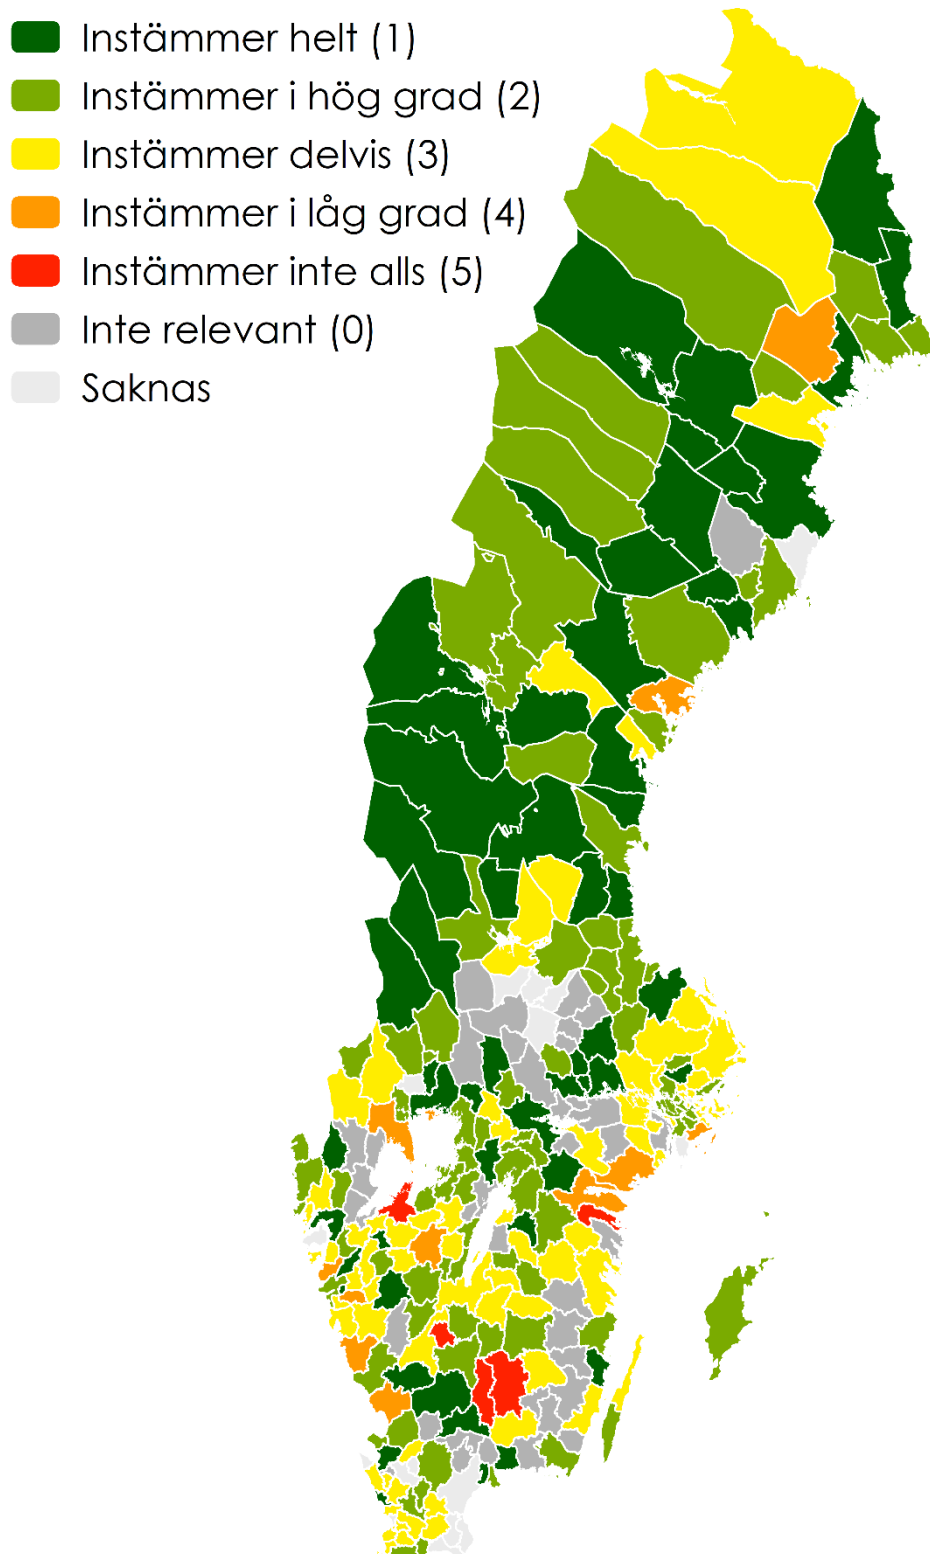 Instämmer helt (1)
Instämmer i hög grad (2)
Instämmer delvis (3)
Instämmer i låg grad (4)
Instämmer inte alls (5)
Inte relevant (0)
Saknas